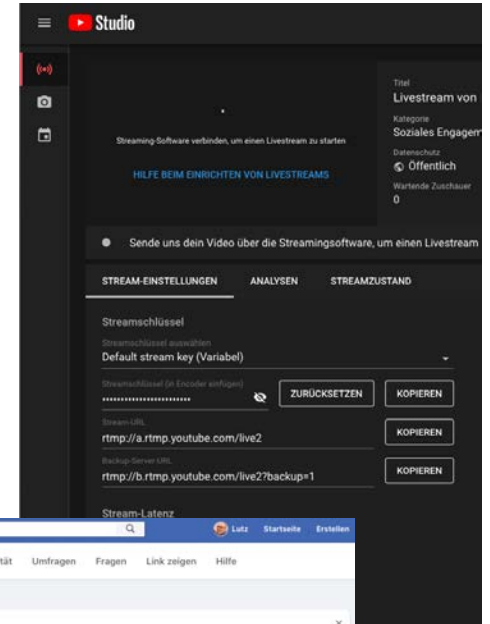 Studio
Streaming-Software verbinden, um einen Livestream zu starten
HILFE BEIM EINRICHTEN VON LIVESTREAMS
Titel
Livestream von
Kategorie
Soziales Engagem
Datenschutz
Öffentlich
Wartende Zuschauer
0
Sende uns dein Video über die Streamingsoftware, um einen Livestream
STREAM-EINSTELLUNGEN ANALYSEN STREAMZUSTAND
Streamschlüssel
Streamschlüssel auswählen
Default stream key (Variabel)
Streamschlüssel (in Encoder einfügen)
ZURÜCKSETZEN KOPIEREN
Stream-URL
rtmp://a.rtmp.youtube.com/live2
KOPIEREN
Backup-Server-URL
rtmp://b.rtmp.youtube.com/live2?backup=1
KOPIEREN
Stream-Latenz
Lutz Startseite Erstellen
tät Umfragen Fragen Link zeigen Hilfe